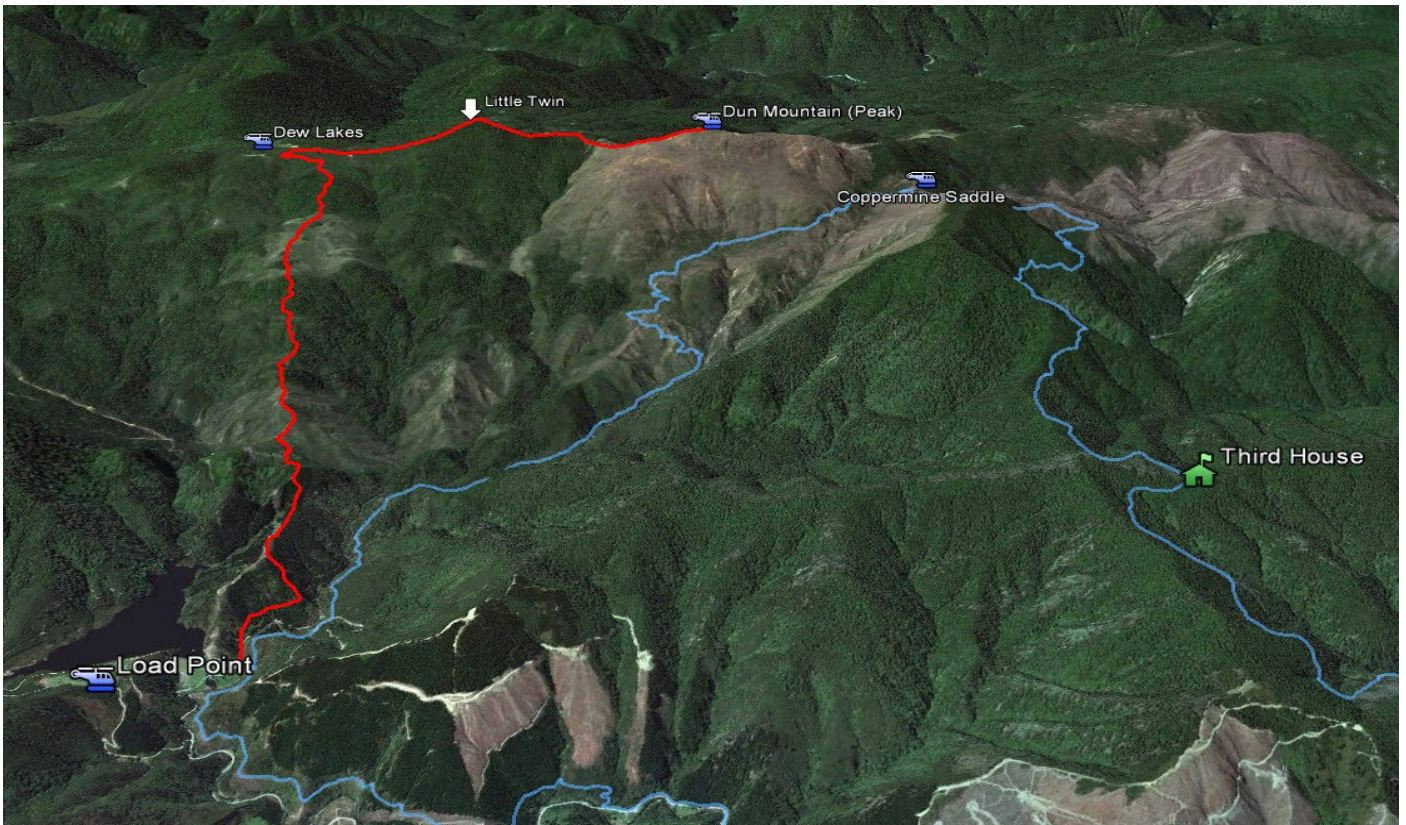 Little Twin
Dun Mountain (Peak)
Dew Lakes
Coppermine Saddle
Third House
Load Point